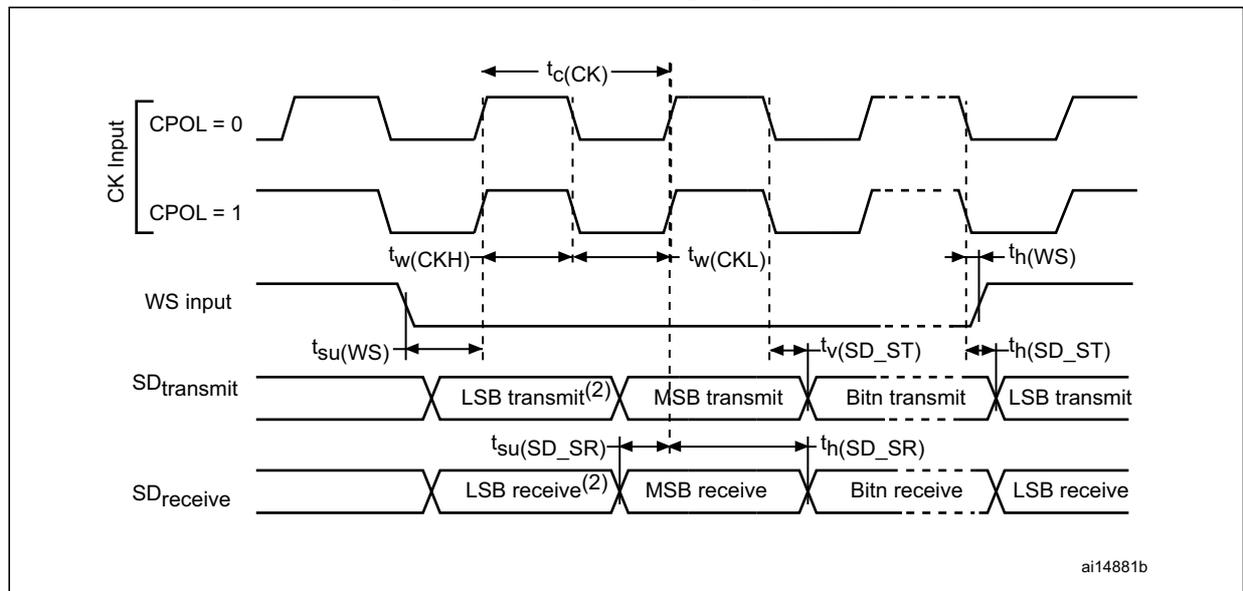 tc(CK)
CK Input
CPOL = 0
CPOL = 1
tw(CKH)
tw(CKL)
th(WS)
WS input
tsu(WS)
tv(SD_ST)
th(SD_ST)
SDtransmit
LSB transmit(2)
MSB transmit
Bitn transmit
LSB transmit
tsu(SD_SR)
th(SD_SR)
SDreceive
LSB receive(2)
MSB receive
Bitn receive
LSB receive
ai14881b